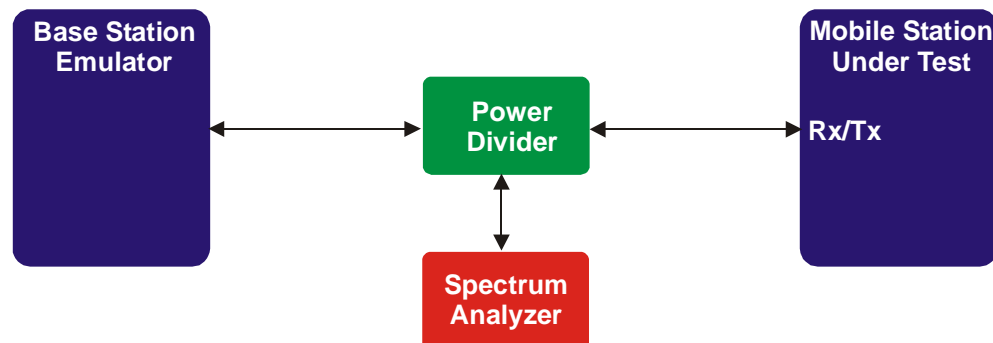 Base Station
Emulator
Mobile Station
Under Test
Power
Divider
Rx/Tx
Spectrum
Analyzer